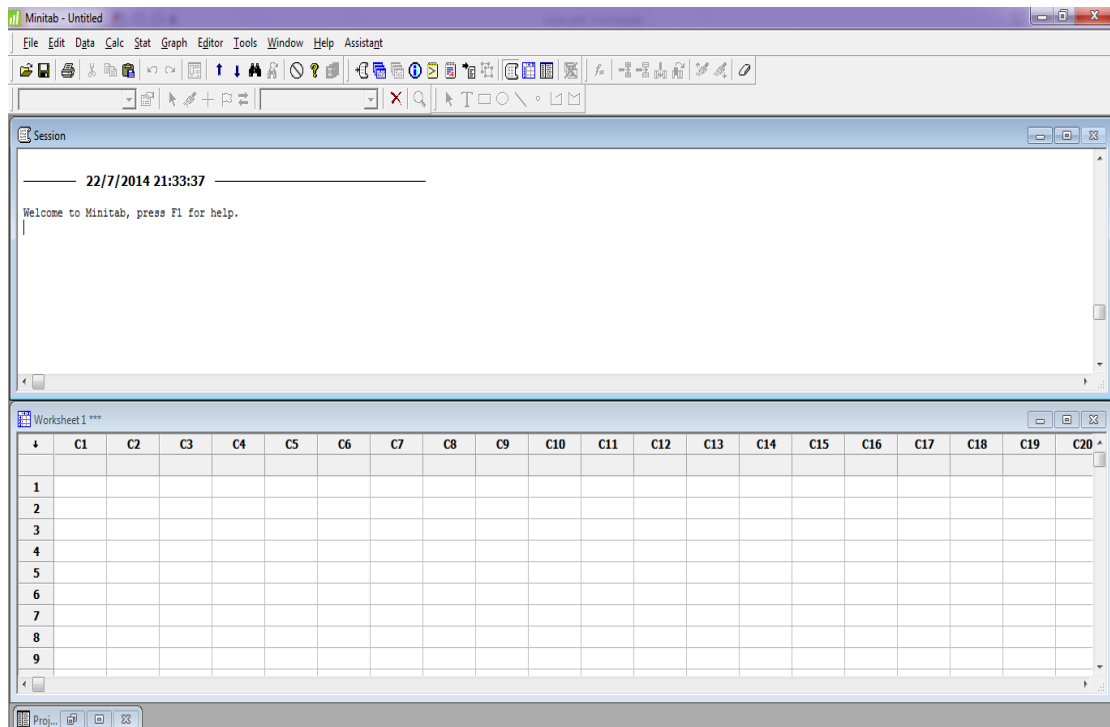 Minitab - Untitled
File Edit Data Calc Stat Graph Editor Tools Window Help Assistant
Session
22/7/2014 21:33:37
Welcome to Minitab, press F1 for help.
Worksheet 1 ***
↓ C1 C2 C3 C4 C5 C6 C7 C8 C9 C10 C11 C12 C13 C14 C15 C16 C17 C18 C19 C20
1
2
3
4
5
6
7
8
9
Proj...